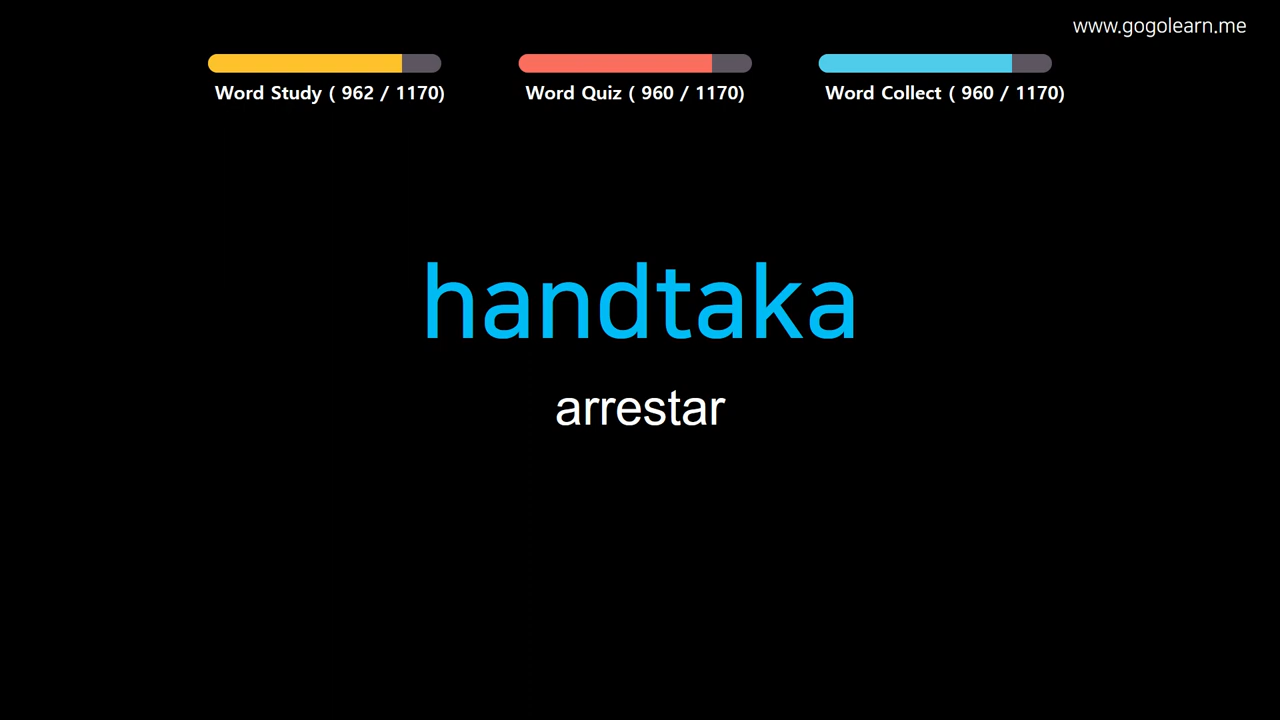 www.gogolearn.me
Word Study ( 962 / 1170)
Word Quiz ( 960 / 1170)
Word Collect ( 960 / 1170)
handtaka
arrestar